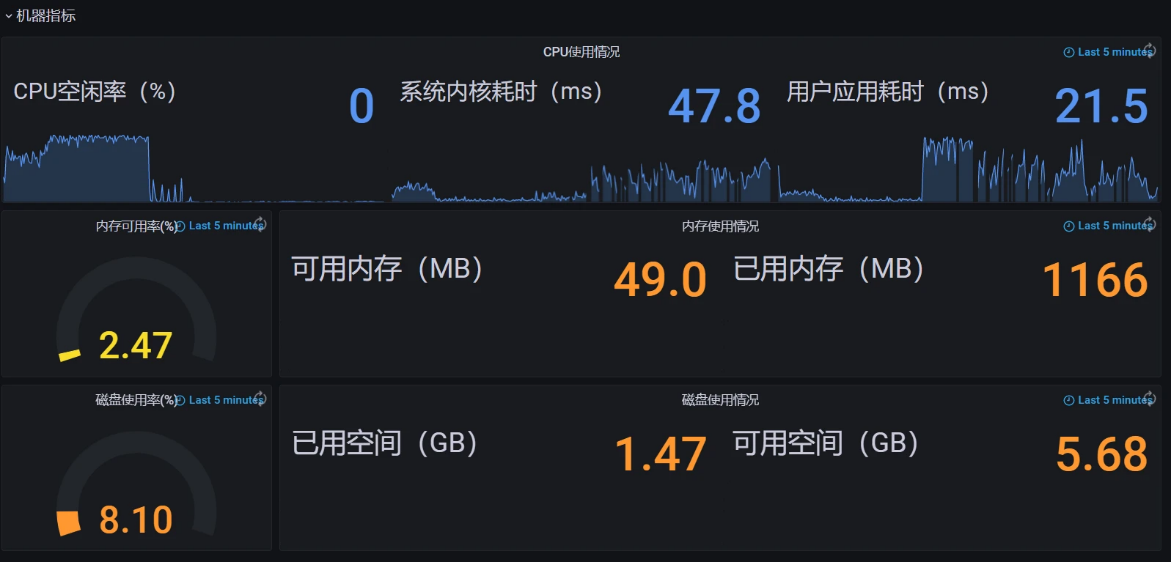 机器指标
CPU使用情况
Last 5 minutes
CPU空闲率（%）
0
系统内核耗时（ms）
47.8
用户应用耗时（ms）
21.5
内存可用率(%)
Last 5 minutes
2.47
内存使用情况
Last 5 minutes
可用内存（MB）
49.0
已用内存（MB）
1166
磁盘使用率(%)
Last 5 minutes
8.10
磁盘使用情况
Last 5 minutes
已用空间（GB）
1.47
可用空间（GB）
5.68